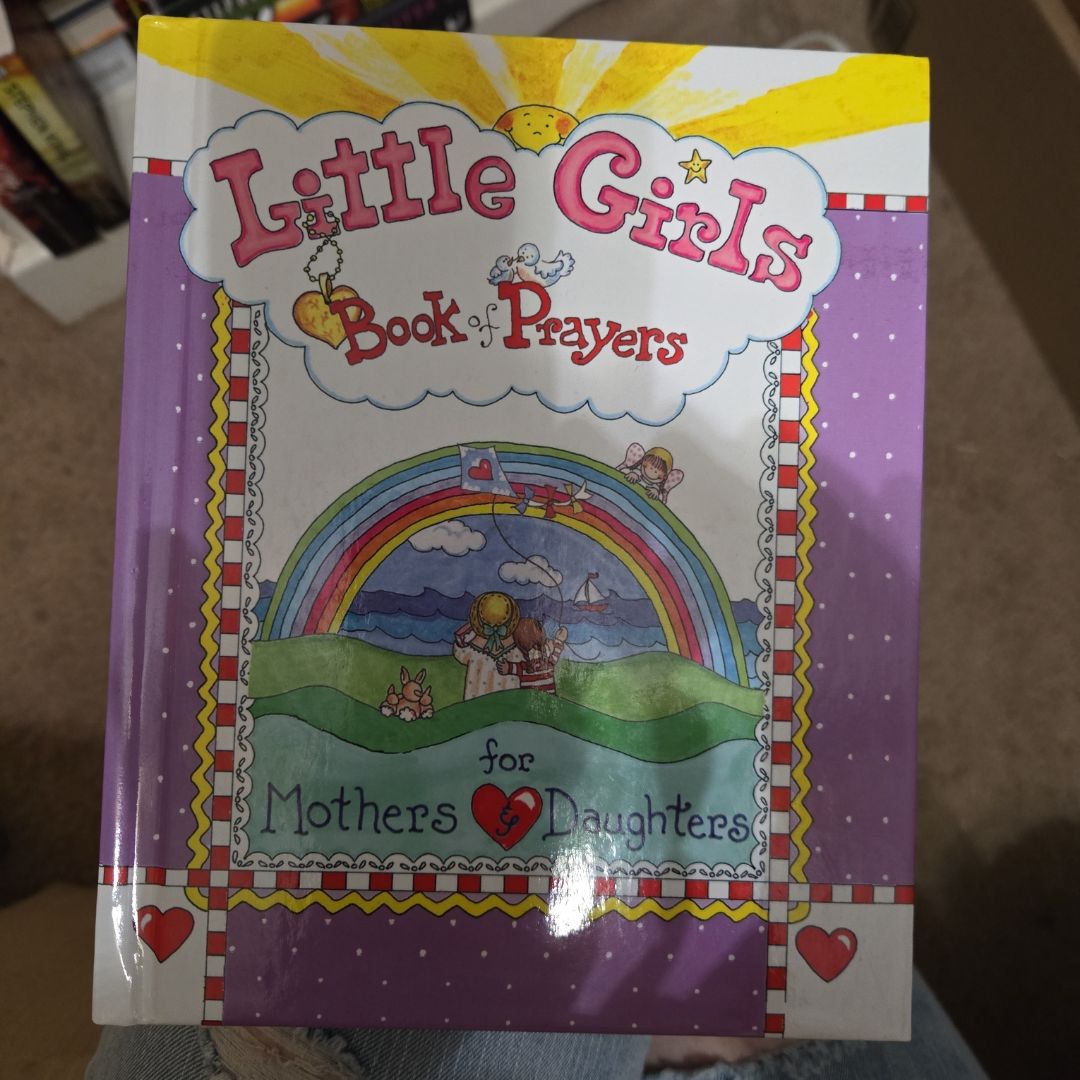 Little Girls
Book of Prayers
for
Mothers & Daughters